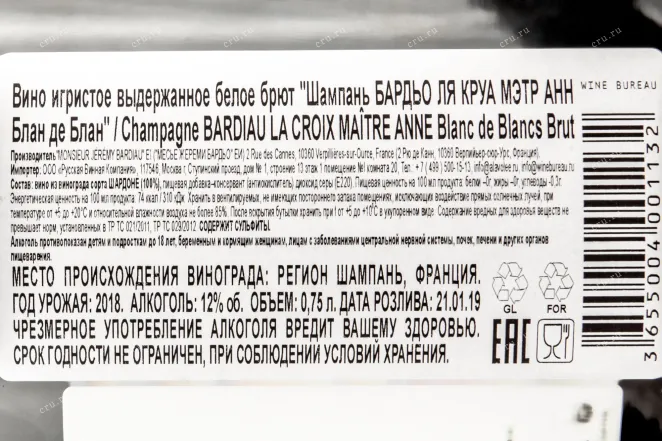 Вино игристое выдержанное белое брют "Шампань БАРДЬО ЛЯ КРУА МЭТР АНН
Блан де Блан" / Champagne BARDIAU LA CROIX MAÎTRE ANNE Blanc de Blancs Brut
WINE BUREAU
Производитель "MONSIEUR JÉRÉMY BARDIAU" EI ("МЕСЬЕ ЖЕРЕМИ БАРДЬО" ЕИ) 2 Rue des Cannes, 10360 Verpillières-sur-Ource, France (2 Рю де Канн, 10360 Верпийьер-сюр-Урс, Франция).
Импортер: ООО «Русская Винная Компания», 117546, Москва г, Ступинский проезд, дом № 1, строение 13 этаж 1 помещение №I комната 20, Тел. +7 (499) 500-15-13, info@winebureau.ru
Состав: вино из винограда сорта ШАРДОНЕ (100%), пищевая добавка-консервант (антиокислитель) диоксид серы (Е220). Пищевая ценность на 100 мл продукта: белки -0г, жиры -0г, углеводы -0.3г.
Энергетическая ценность на 100 мл продукта: 74 ккал / 310 кДж Хранить в вентилируемых, не имеющих постороннего запаха помещениях, исключающих воздействие прямых солнечных лучей, при
температуре от +5 до +20°С и относительной влажности воздуха не более 85%. После вскрытия бутылки хранить при t от +5 до +10°С в укупоренном виде. Содержание вредных для здоровья веществ не
превышает норм, установленных в ТР ТС 021/2011, ТР ТС 029/2012. СОДЕРЖИТ СУЛЬФИТЫ.
Алкоголь противопоказан детям и подросткам до 18 лет, беременным и кормящим женщинам, лицам с заболеваниями центральной нервной системы, почек, печени и других органов
пищеварения.
МЕСТО ПРОИСХОЖДЕНИЯ ВИНОГРАДА: РЕГИОН ШАМПАНЬ, ФРАНЦИЯ.
ГОД УРОЖАЯ: 2018. АЛКОГОЛЬ: 12% об. ОБЪЕМ: 0,75 л. ДАТА РОЗЛИВА: 21.01.19
ЧРЕЗМЕРНОЕ УПОТРЕБЛЕНИЕ АЛКОГОЛЯ ВРЕДИТ ВАШЕМУ ЗДОРОВЬЮ.
СРОК ГОДНОСТИ НЕ ОГРАНИЧЕН, ПРИ СОБЛЮДЕНИИ УСЛОВИЙ ХРАНЕНИЯ.
GL FOR
EAC
3 655004 001132